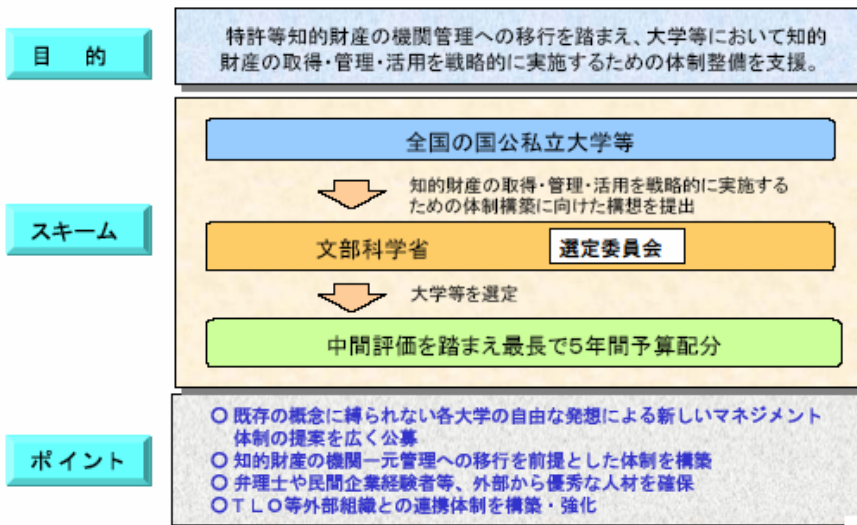 目 的
特許等知的財産の機関管理への移行を踏まえ、大学等において知的
財産の取得・管理・活用を戦略的に実施するための体制整備を支援。
スキーム
全国の国公私立大学等
知的財産の取得・管理・活用を戦略的に実施する
ための体制構築に向けた構想を提出
文部科学省
選定委員会
大学等を選定
中間評価を踏まえ最長で5年間予算配分
ポイント
○既存の概念に縛られない各大学の自由な発想による新しいマネジメント
体制の提案を広く公募
○知的財産の機関一元管理への移行を前提とした体制を構築
○弁理士や民間企業経験者等、外部から優秀な人材を確保
○TLO等外部組織との連携体制を構築・強化